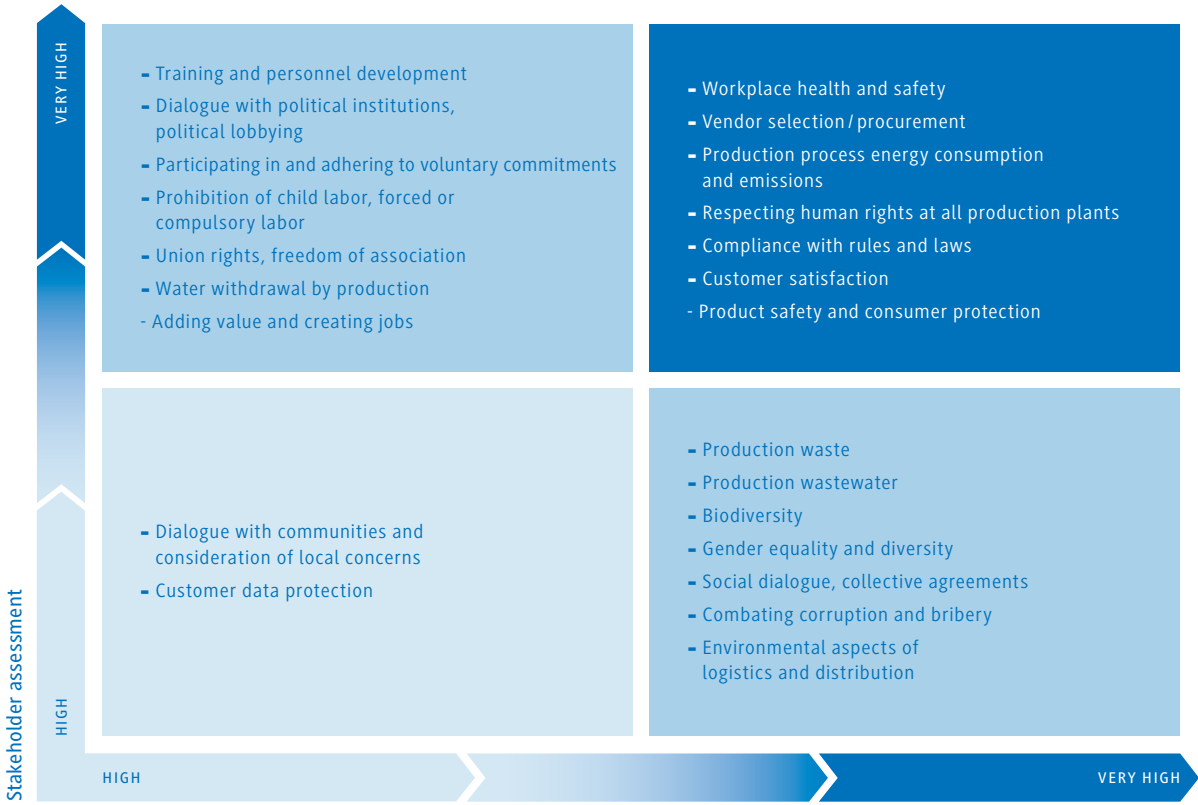 VERY HIGH
- Training and personnel development
- Dialogue with political institutions,
political lobbying
- Participating in and adhering to voluntary commitments
- Prohibition of child labor, forced or
compulsory labor
- Union rights, freedom of association
- Water withdrawal by production
- Adding value and creating jobs
- Workplace health and safety
- Vendor selection / procurement
- Production process energy consumption
and emissions
- Respecting human rights at all production plants
- Compliance with rules and laws
- Customer satisfaction
- Product safety and consumer protection
- Dialogue with communities and
consideration of local concerns
- Customer data protection
- Production waste
- Production wastewater
- Biodiversity
- Gender equality and diversity
- Social dialogue, collective agreements
- Combating corruption and bribery
- Environmental aspects of
logistics and distribution
Stakeholder assessment
HIGH
HIGH
VERY HIGH